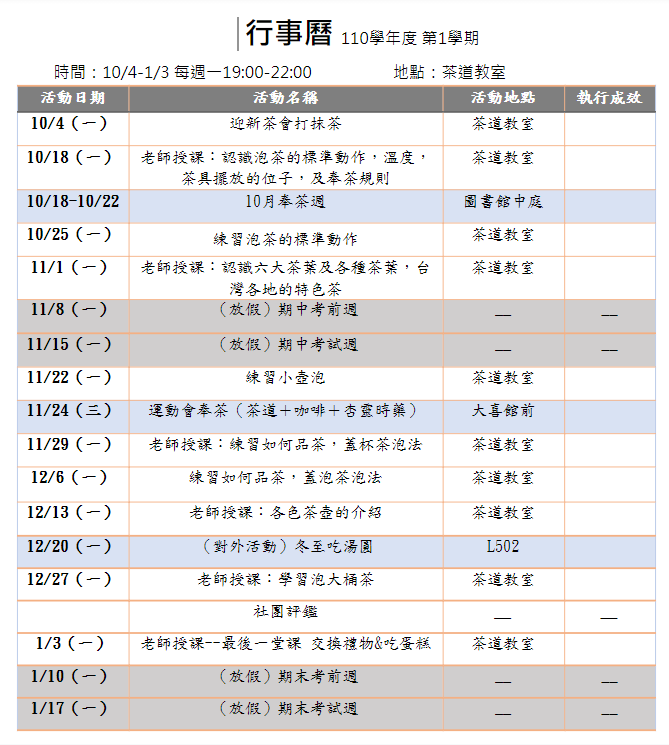 行事曆 110學年度 第1學期
時間：10/4-1/3 每週一19:00-22:00 地點：茶道教室
活動日期 活動名稱 活動地點 執行成效
10/4（一） 迎新茶會打抹茶 茶道教室
10/18（一） 老師授課：認識泡茶的標準動作，溫度， 茶道教室
茶具擺放的位子，及奉茶規則
10/18-10/22 10月奉茶週 圖書館中庭
10/25（一） 練習泡茶的標準動作 茶道教室
11/1（一） 老師授課：認識六大茶葉及各種茶葉，台 茶道教室
灣各地的特色茶
11/8（一） （放假）期中考前週 — —
11/15（一） （放假）期中考試週 — —
11/22（一） 練習小壺泡 茶道教室
11/24（三） 運動會奉茶（茶道＋咖啡＋杏靈時藥） 大喜館前
11/29（一） 老師授課：練習如何品茶，蓋杯茶泡法 茶道教室
12/6（一） 練習如何品茶，蓋泡茶泡法 茶道教室
12/13（一） 老師授課：各色茶壺的介紹 茶道教室
12/20（一） （對外活動）冬至吃湯圓 L502
12/27（一） 老師授課：學習泡大桶茶 茶道教室
社團評鑑 — —
1/3（一） 老師授課--最後一堂課 交換禮物&吃蛋糕 茶道教室
1/10（一） （放假）期末考前週 — —
1/17（一） （放假）期末考試週 — —